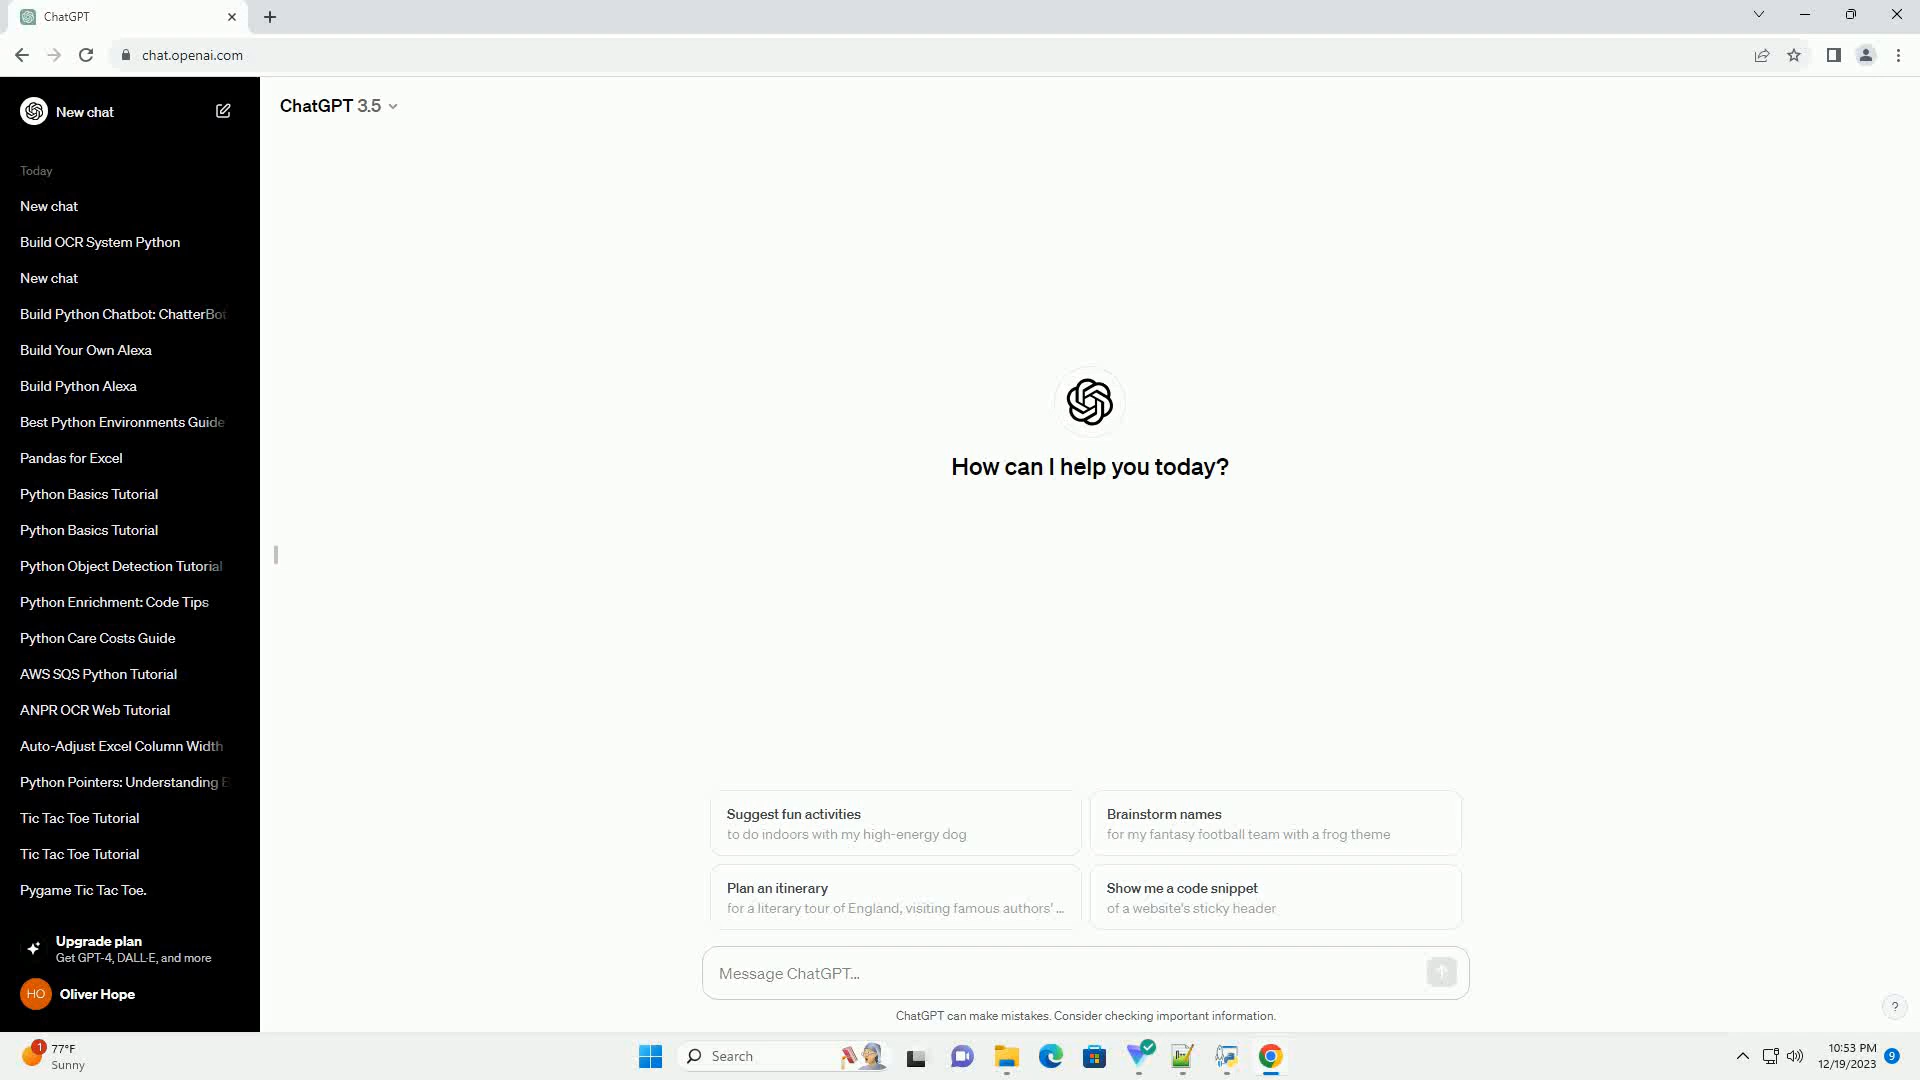 ChatGPT
chat.openai.com
New chat
Today
New chat
Build OCR System Python
New chat
Build Python Chatbot: ChatterBot
Build Your Own Alexa
Build Python Alexa
Best Python Environments Guide
Pandas for Excel
Python Basics Tutorial
Python Basics Tutorial
Python Object Detection Tutorial
Python Enrichment: Code Tips
Python Care Costs Guide
AWS SQS Python Tutorial
ANPR OCR Web Tutorial
Auto-Adjust Excel Column Width
Python Pointers: Understanding
Tic Tac Toe Tutorial
Tic Tac Toe Tutorial
Pygame Tic Tac Toe.
Upgrade plan
Get GPT-4, DALL·E, and more
HO
Oliver Hope
ChatGPT 3.5
How can I help you today?
Suggest fun activities
to do indoors with my high-energy dog
Brainstorm names
for my fantasy football team with a frog theme
Plan an itinerary
for a literary tour of England, visiting famous authors' ...
Show me a code snippet
of a website's sticky header
Message ChatGPT...
ChatGPT can make mistakes. Consider checking important information.
?
1
77°F
Sunny
Search
10:53 PM
12/19/2023
9